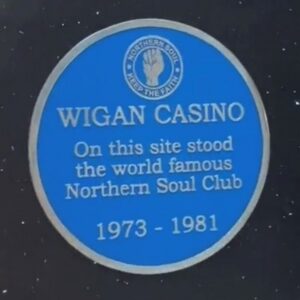 NORTHERN SOUL
KEEP THE FAITH
WIGAN CASINO
On this site stood
the world famous
Northern Soul Club
1973 - 1981